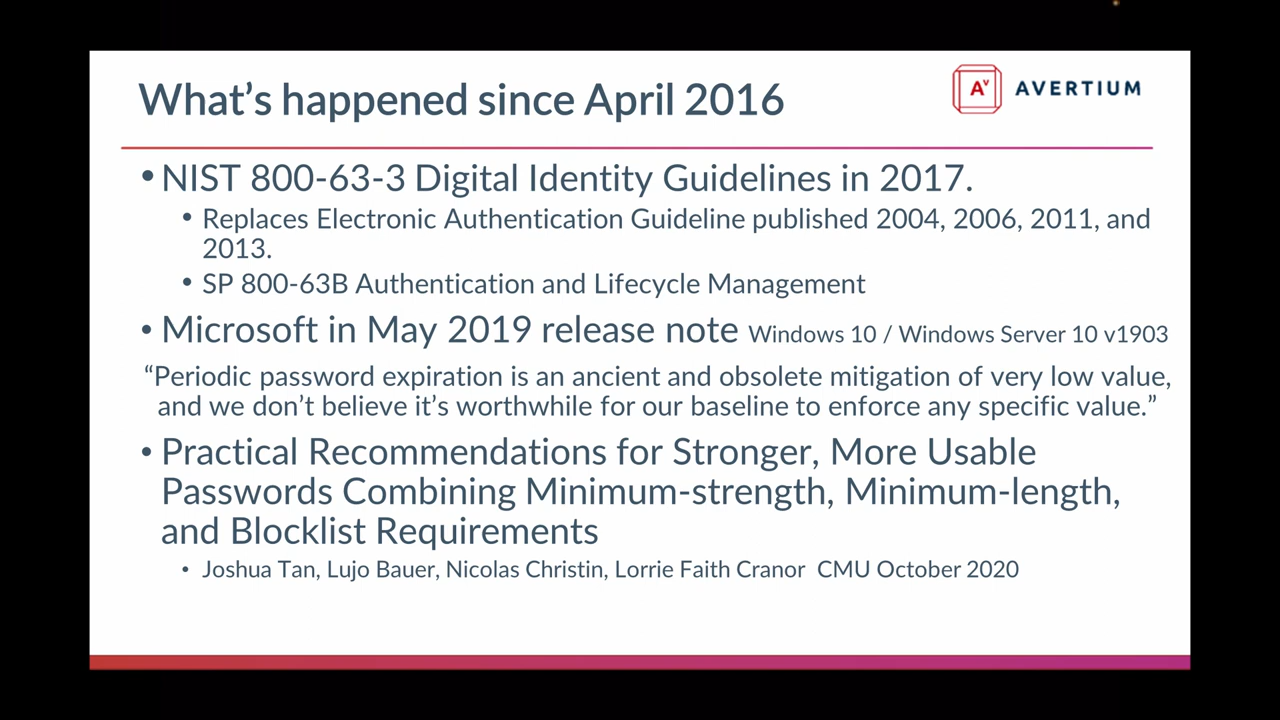 What's happened since April 2016
Aᵛ AVERTIUM
•NIST 800-63-3 Digital Identity Guidelines in 2017.
• Replaces Electronic Authentication Guideline published 2004, 2006, 2011, and
2013.
• SP 800-63B Authentication and Lifecycle Management
• Microsoft in May 2019 release note Windows 10 / Windows Server 10 v1903
“Periodic password expiration is an ancient and obsolete mitigation of very low value,
and we don’t believe it’s worthwhile for our baseline to enforce any specific value.”
• Practical Recommendations for Stronger, More Usable
Passwords Combining Minimum-strength, Minimum-length,
and Blocklist Requirements
• Joshua Tan, Lujo Bauer, Nicolas Christin, Lorrie Faith Cranor CMU October 2020